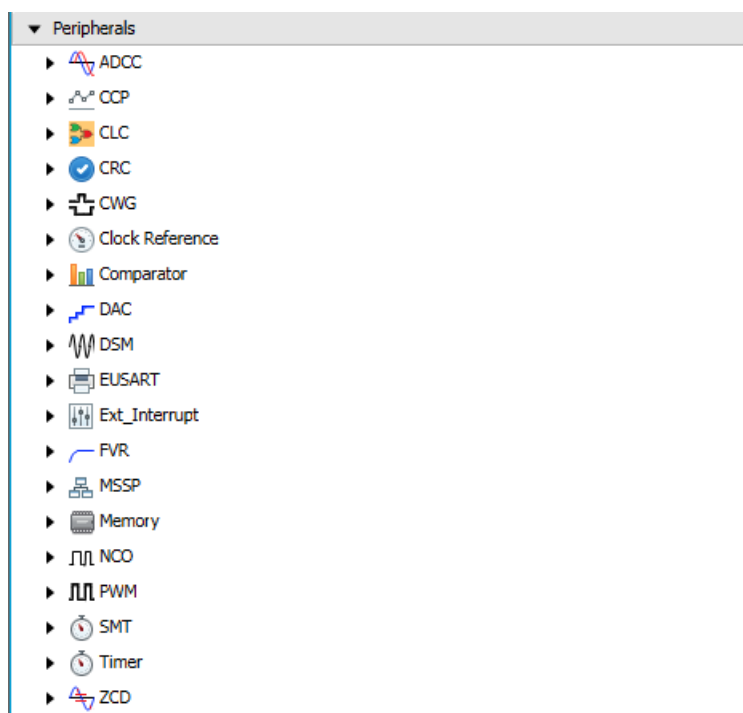 Peripherals
ADCC
CCP
CLC
CRC
CWG
Clock Reference
Comparator
DAC
DSM
EUSART
Ext_Interrupt
FVR
MSSP
Memory
NCO
PWM
SMT
Timer
ZCD